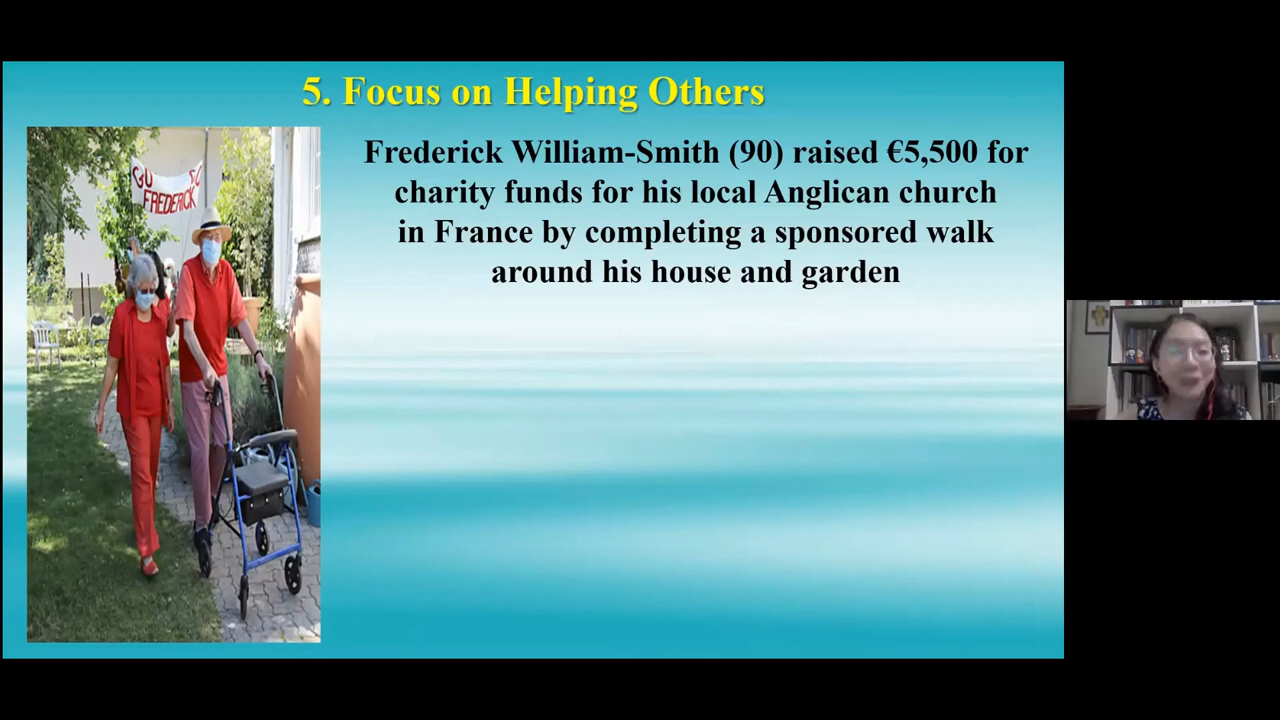 5. Focus on Helping Others
Frederick William-Smith (90) raised €5,500 for
charity funds for his local Anglican church
in France by completing a sponsored walk
around his house and garden
FREDERICK